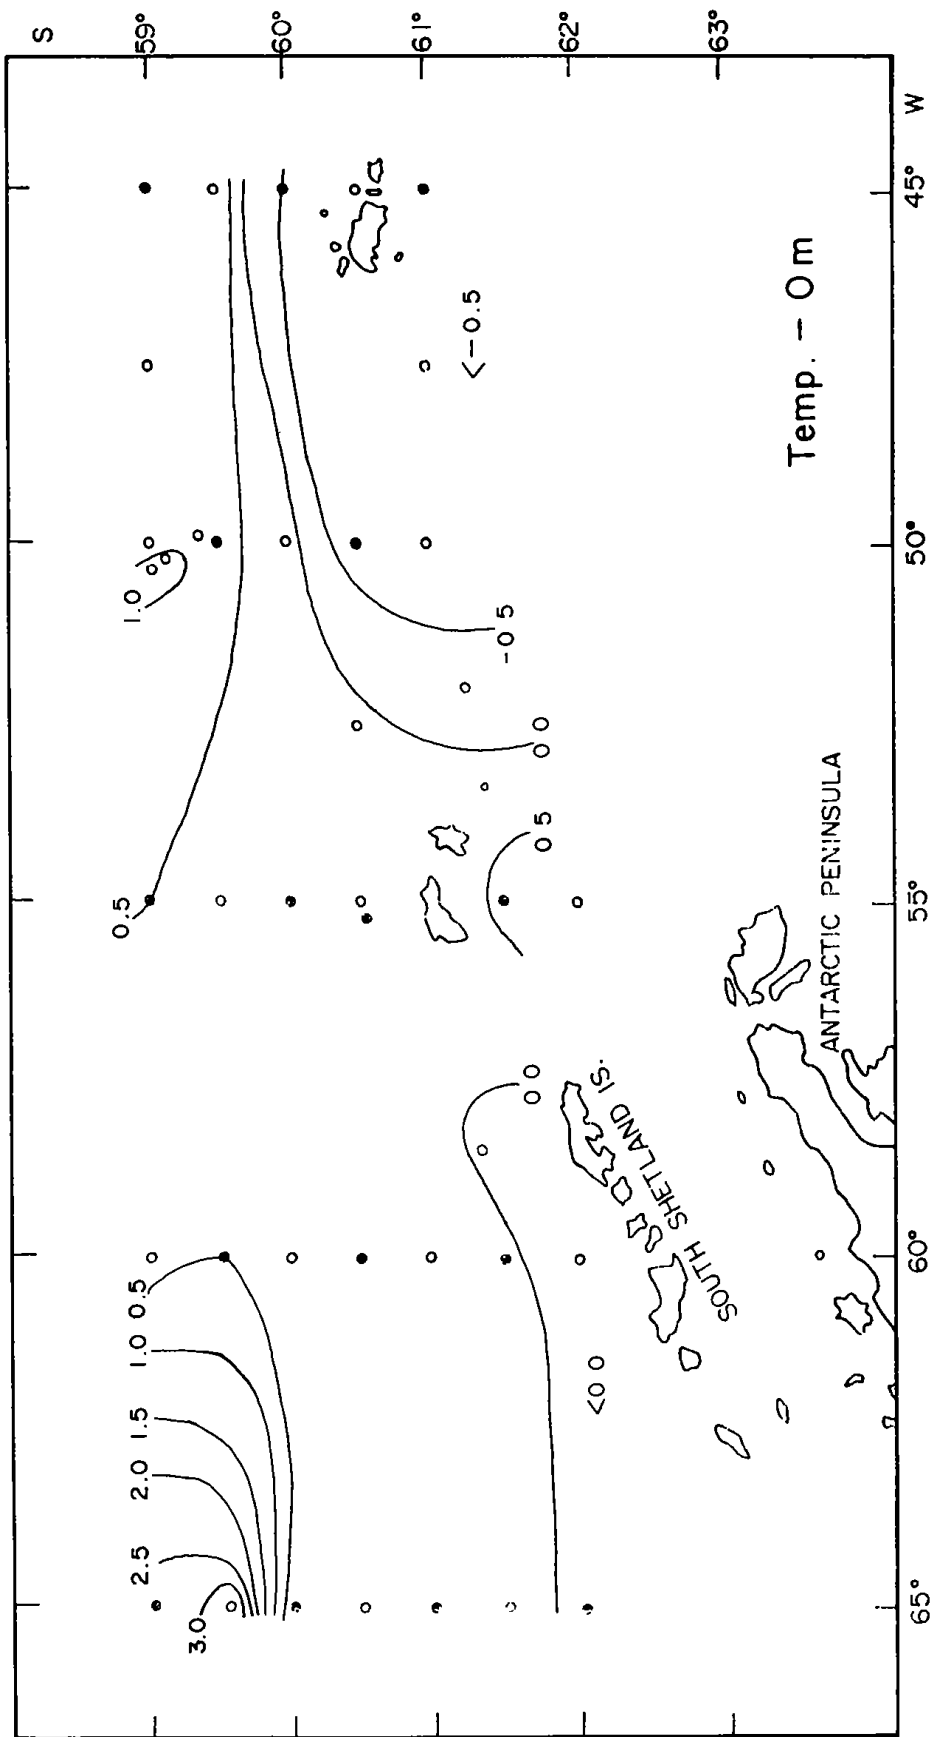 S
0.5
1.0
2.5 2.0 1.5 1.0 0.5
59°
3.0
60°
61°
<-0.5
-0 5
0 0
0 0
0 5
62°
<0 0
SOUTH SHETLAND IS.
63°
Temp. - 0m
ANTARCTIC PENINSULA
65° 60° 55° 50° 45° W